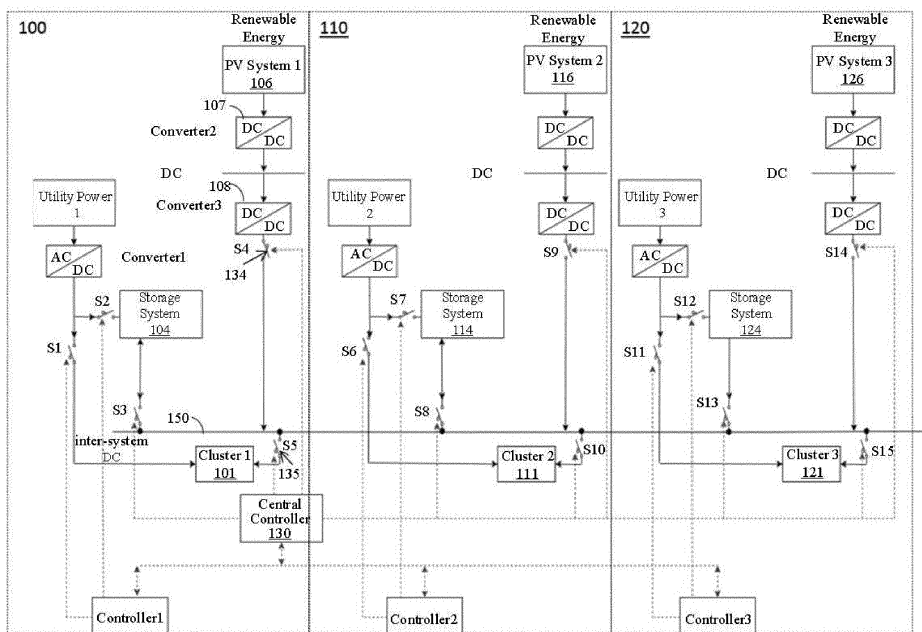 100
Renewable
Energy
PV System 1
106
107
DC
DC
Converter2
DC
108
Converter3
DC
DC
S4
134
Utility Power
1
AC
DC
Converter1
S2
Storage
System
104
S1
S3
150
inter-system
DC
Cluster 1
101
S5
135
Central
Controller
130
Controller1
110
Renewable
Energy
PV System 2
116
DC
DC
DC
DC
DC
S9
Utility Power
2
AC
DC
S7
Storage
System
114
S6
S8
Cluster 2
111
S10
Controller2
120
Renewable
Energy
PV System 3
126
DC
DC
DC
DC
DC
S14
Utility Power
3
AC
DC
S12
Storage
System
124
S11
S13
Cluster 3
121
S15
Controller3